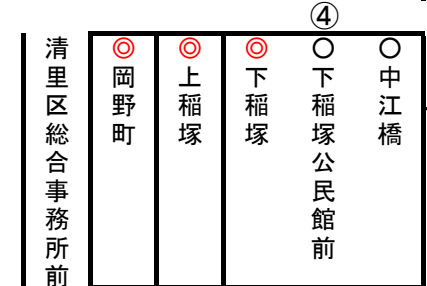 ④
清里区総合事務所前
◎岡野町
◎上稲塚
◎下稲塚
○下稲塚公民館前
○中江橋